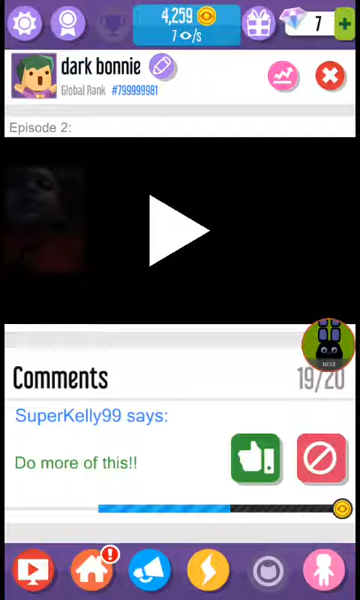 4,259
7
7 /s
dark bonnie
Global Rank #799999981
Episode 2:
Comments
19/20
SuperKelly99 says:
Do more of this!!